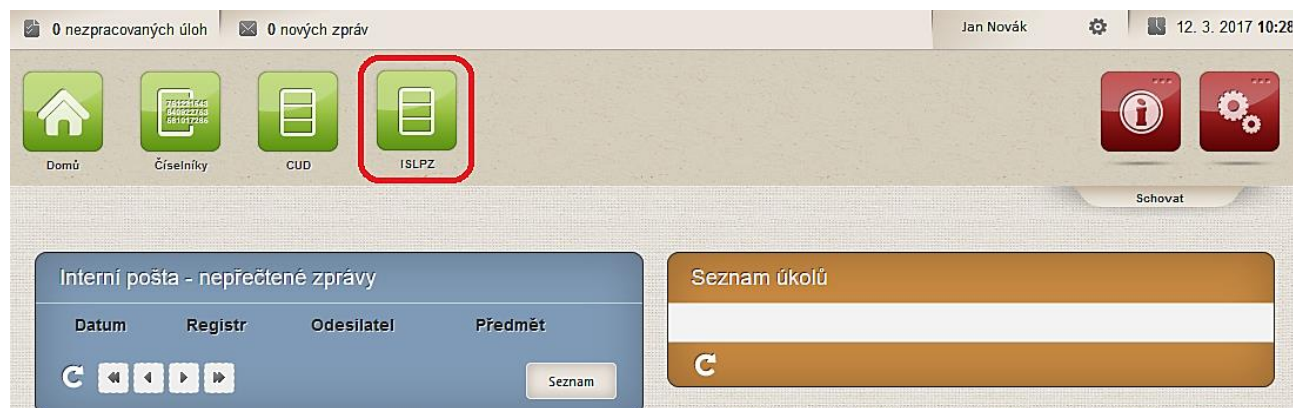 0 nezpracovaných úloh 0 nových zpráv Jan Novák 12. 3. 2017 10:28
Domů Číselníky CUD ISLPZ
Schovat
Interní pošta - nepřečtené zprávy Seznam úkolů
Datum Registr Odesilatel Předmět
Seznam